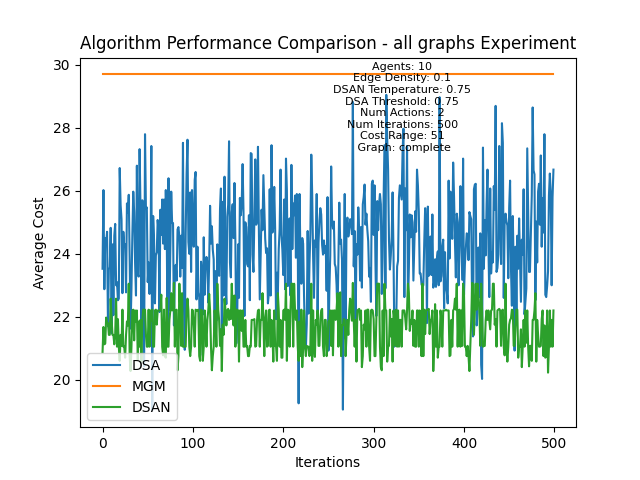 Algorithm Performance Comparison - all graphs Experiment
Agents: 10
Edge Density: 0.1
DSAN Temperature: 0.75
DSA Threshold: 0.75
Num Actions: 2
Num Iterations: 500
Cost Range: 51
Graph: complete
30
28
26
24
22
20
Average Cost
DSA
MGM
DSAN
0
100
200
300
400
500
Iterations